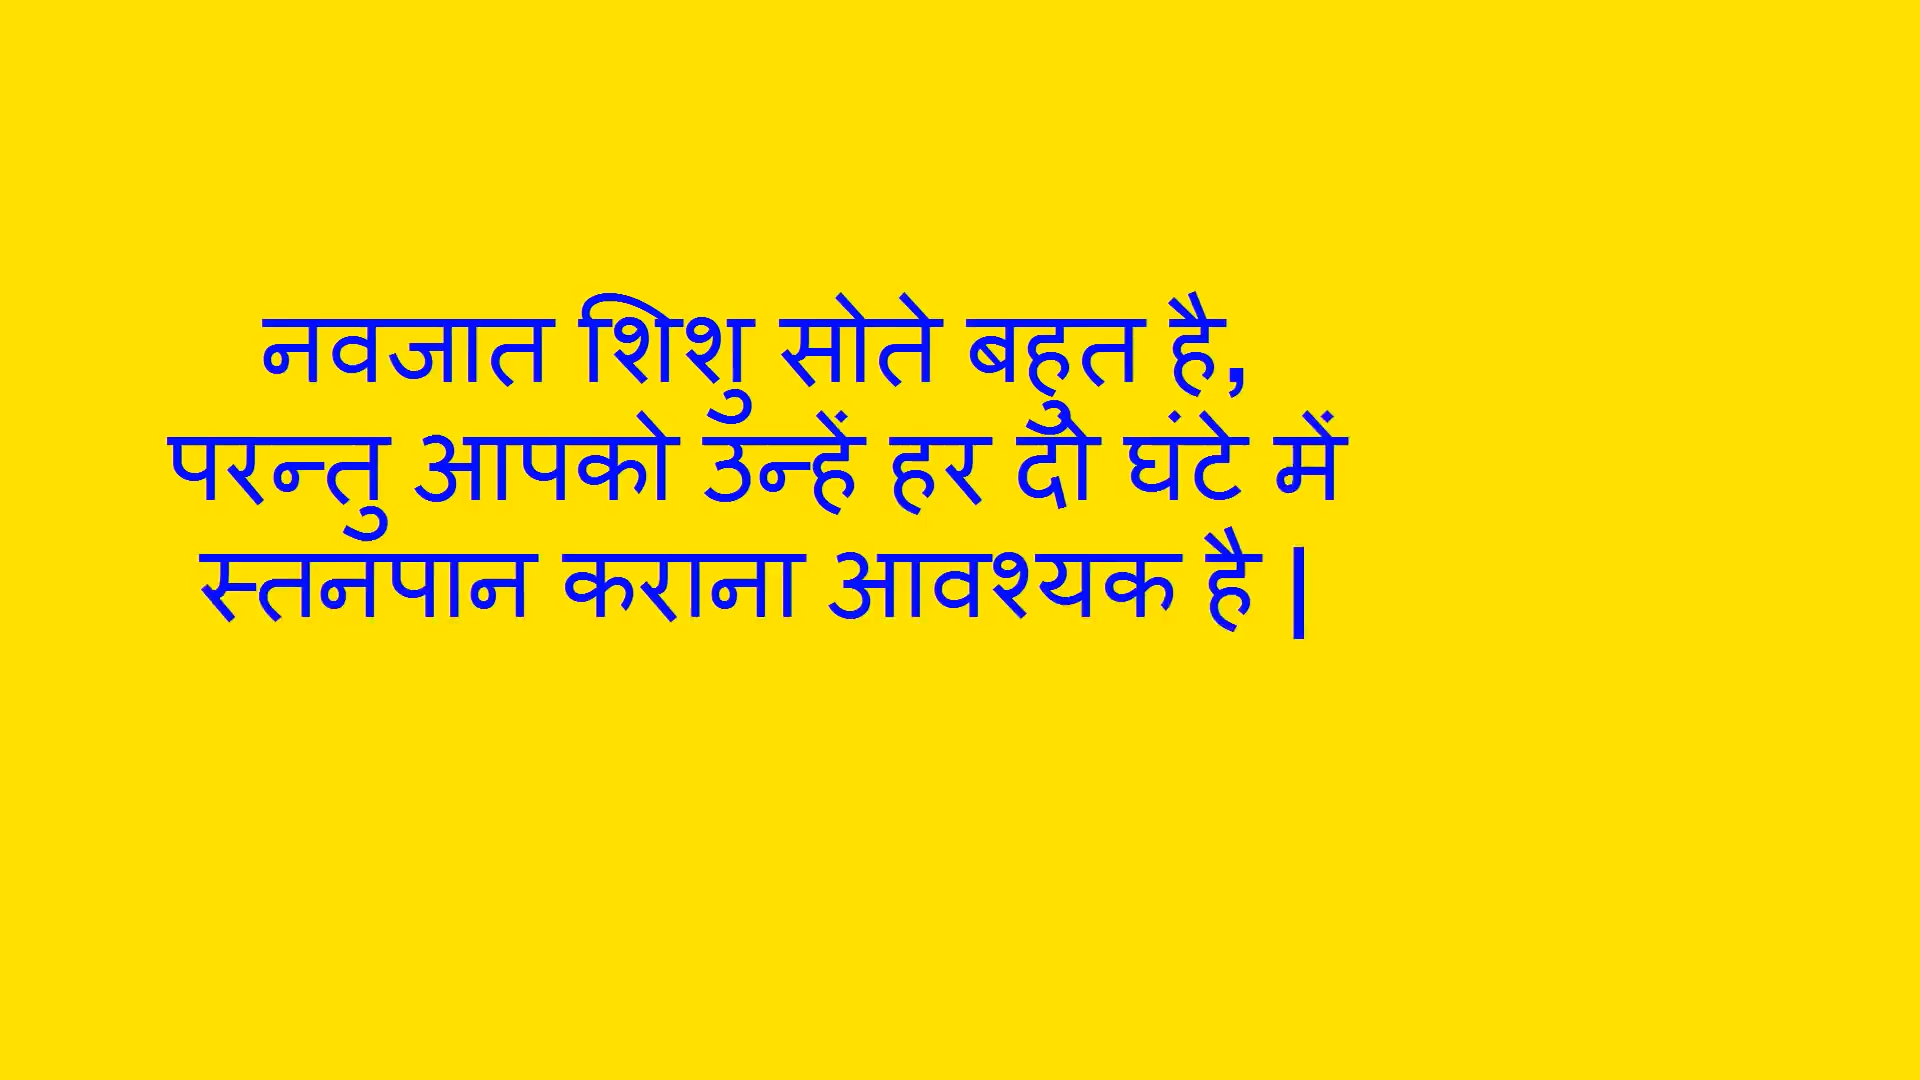 नवजात शिशु सोते बहुत है,
परन्तु आपको उन्हें हर दो घंटे में
स्तनपान कराना आवश्यक है |